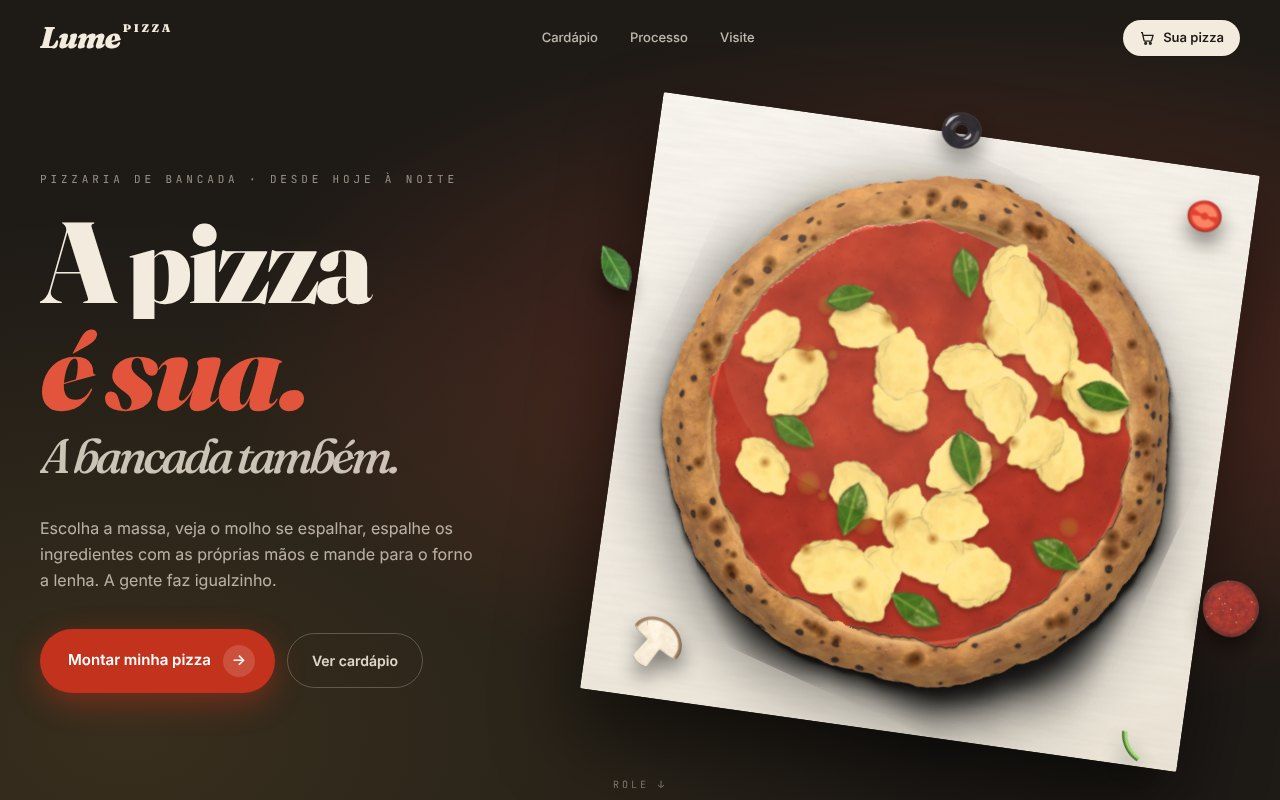 Lume PIZZA
Cardápio
Processo
Visite
Sua pizza
PIZZARIA DE BANCADA · DESDE HOJE À NOITE
A pizza
é sua.
A bancada também.
Escolha a massa, veja o molho se espalhar, espalhe os
ingredientes com as próprias mãos e mande para o forno
a lenha. A gente faz igualzinho.
Montar minha pizza →
Ver cardápio
ROLE ↓